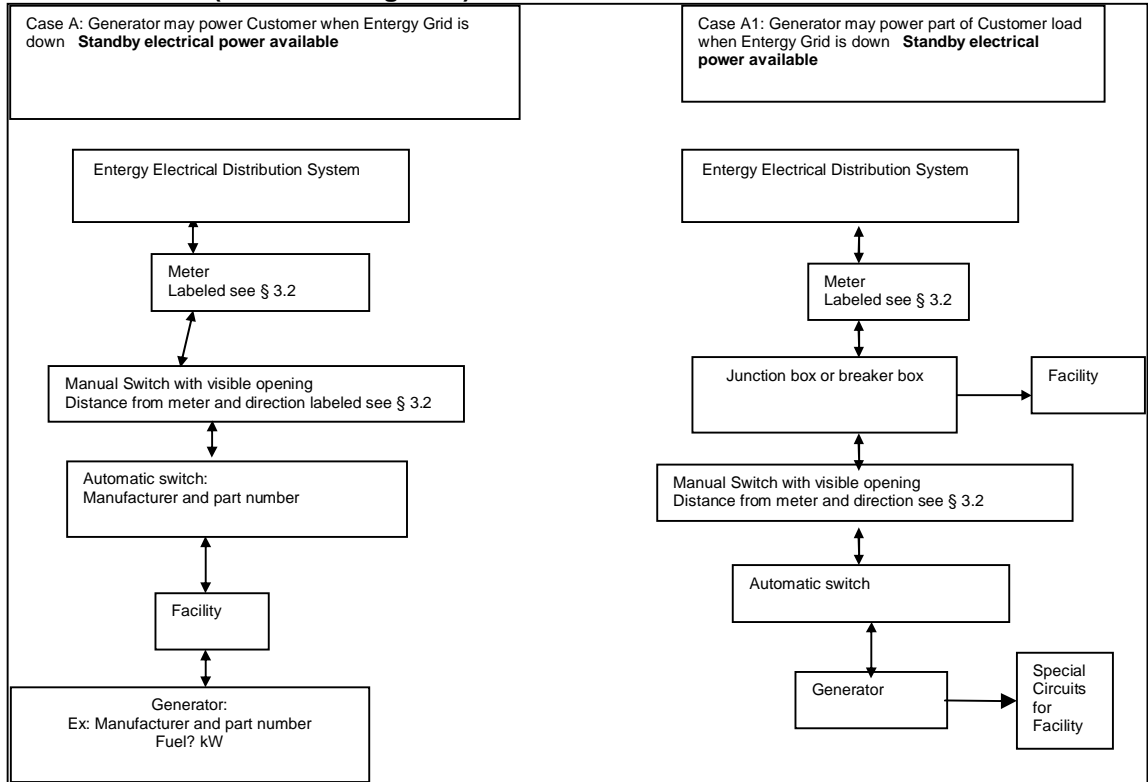 Case A: Generator may power Customer when Entergy Grid is
down Standby electrical power available
Entergy Electrical Distribution System
Meter
Labeled see § 3.2
Manual Switch with visible opening
Distance from meter and direction labeled see § 3.2
Automatic switch:
Manufacturer and part number
Facility
Generator:
Ex: Manufacturer and part number
Fuel? kW
Case A1: Generator may power part of Customer load
when Entergy Grid is down Standby electrical
power available
Entergy Electrical Distribution System
Meter
Labeled see § 3.2
Junction box or breaker box
Facility
Manual Switch with visible opening
Distance from meter and direction see § 3.2
Automatic switch
Generator
Special
Circuits
for
Facility